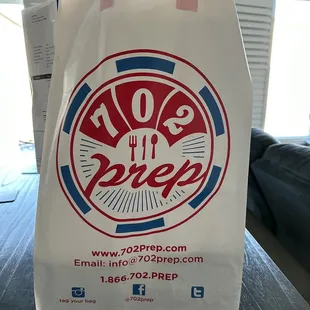 702
prep
www.702Prep.com
Email: info@702prep.com
1.866.702.PREP
tag your bag
@702prep